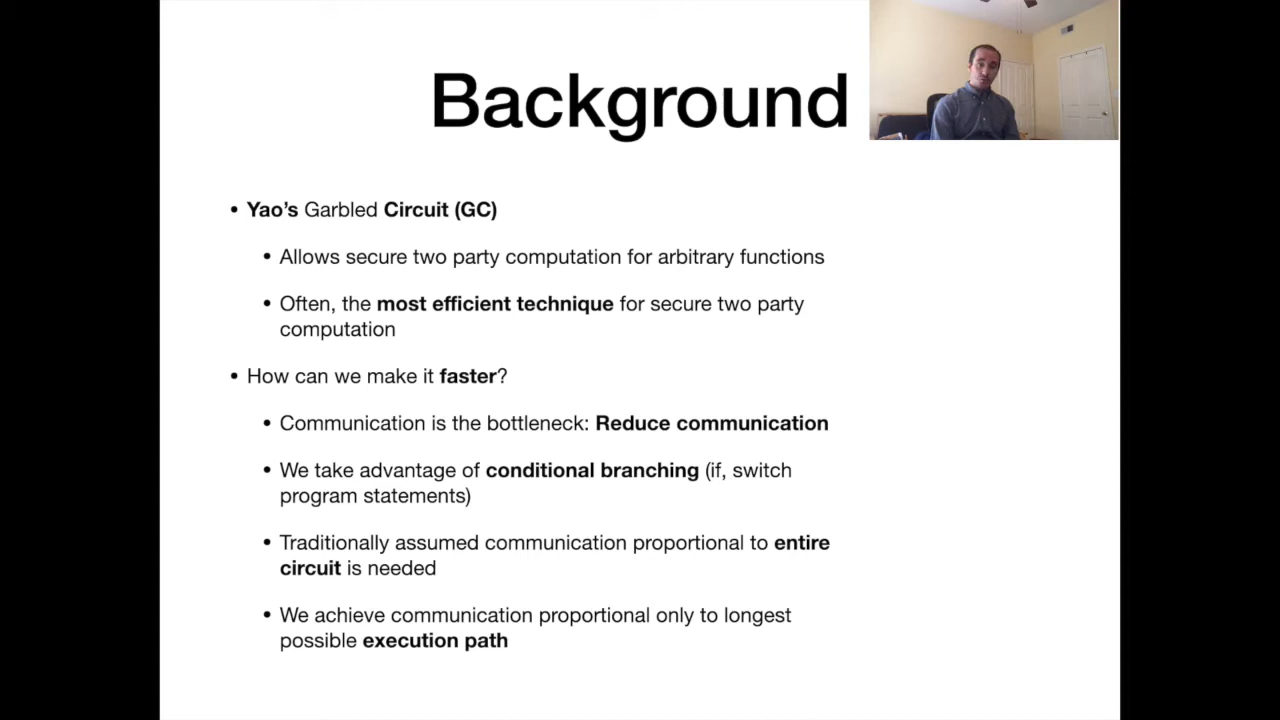 Background
• Yao's Garbled Circuit (GC)
• Allows secure two party computation for arbitrary functions
• Often, the most efficient technique for secure two party
computation
• How can we make it faster?
• Communication is the bottleneck: Reduce communication
• We take advantage of conditional branching (if, switch
program statements)
• Traditionally assumed communication proportional to entire
circuit is needed
• We achieve communication proportional only to longest
possible execution path